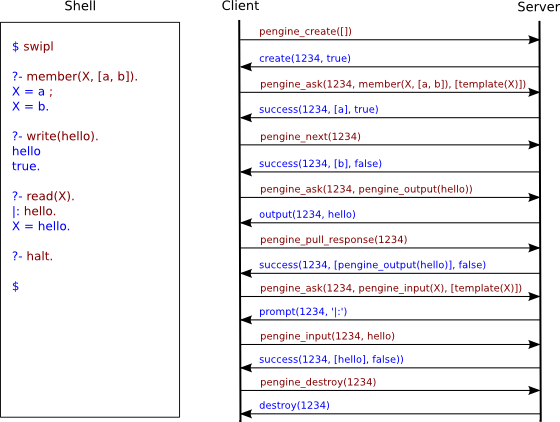 Shell
$ swipl
?- member(X, [a, b]).
X = a ;
X = b.
?- write(hello).
hello
true.
?- read(X).
|: hello.
X = hello.
?- halt.
$
Client
Server
pengine_create([])
create(1234, true)
pengine_ask(1234, member(X, [a, b]), [template(X)])
success(1234, [a], true)
pengine_next(1234)
success(1234, [b], false)
pengine_ask(1234, pengine_output(hello))
output(1234, hello)
pengine_pull_response(1234)
success(1234, [pengine_output(hello)], false)
pengine_ask(1234, pengine_input(X), [template(X)])
prompt(1234, '|:')
pengine_input(1234, hello)
success(1234, [hello], false))
pengine_destroy(1234)
destroy(1234)